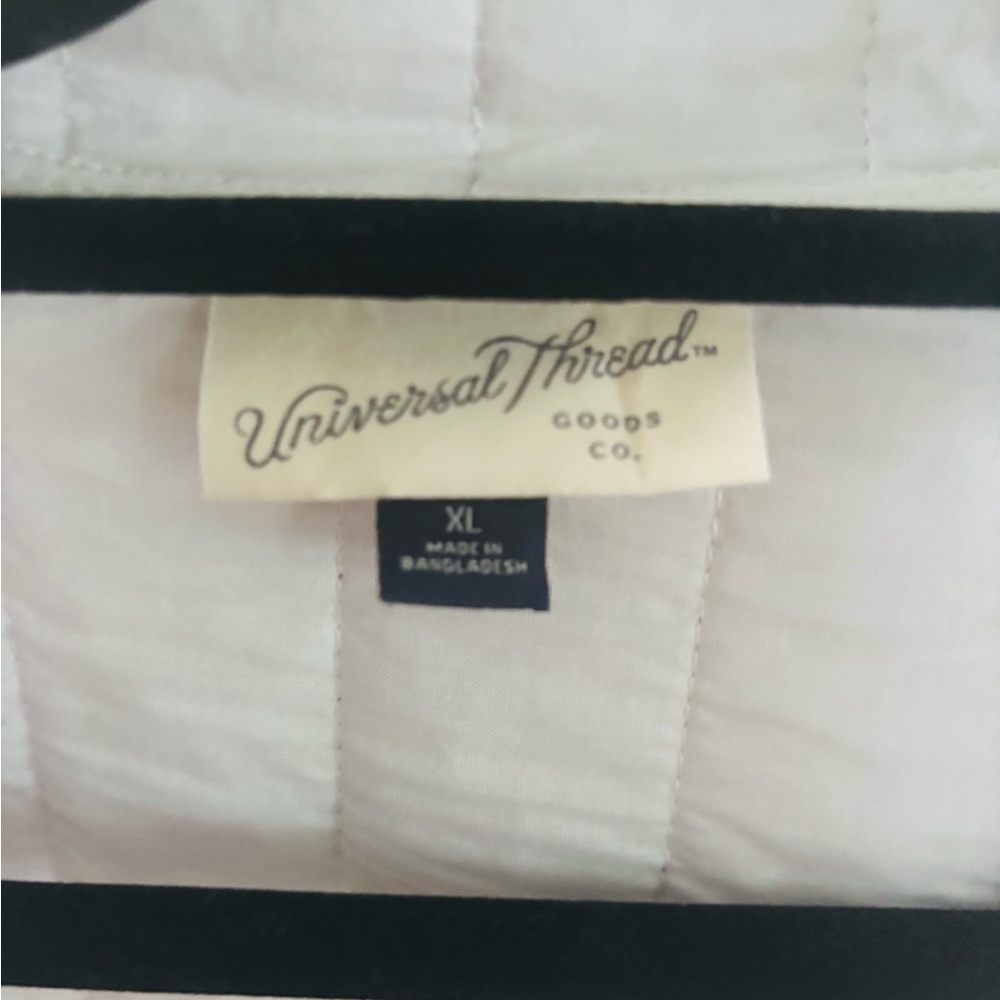 Universal Thread™
GOODS
CO.
XL
MADE IN
BANGLADESH